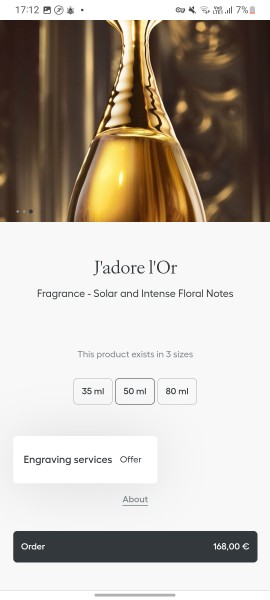 17:12
7%
J'adore l'Or
Fragrance - Solar and Intense Floral Notes
This product exists in 3 sizes
35 ml 50 ml 80 ml
Engraving services Offer
About
Order 168,00 €